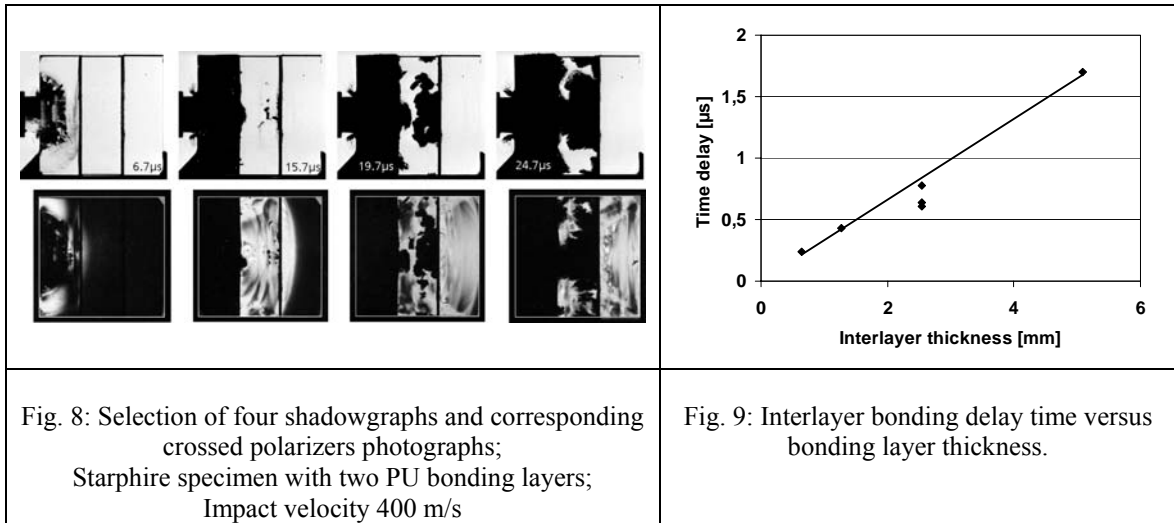 6.7µs
15.7µs
19.7µs
24.7µs
Fig. 8: Selection of four shadowgraphs and corresponding
crossed polarizers photographs;
Starphire specimen with two PU bonding layers;
Impact velocity 400 m/s
2
1,5
1
0,5
0
Time delay [µs]
0
2
4
6
Interlayer thickness [mm]
Fig. 9: Interlayer bonding delay time versus
bonding layer thickness.